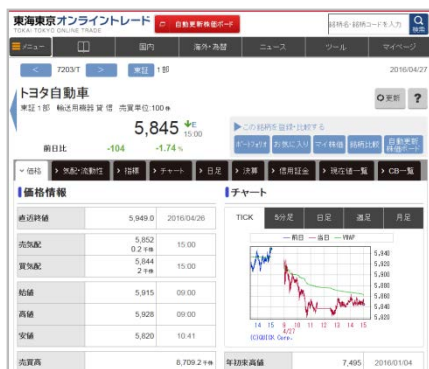 東海東京オンライントレード
TOKAI TOKYO ONLINE TRADE
自動更新株価ボード
銘柄名・銘柄コードを入力
検索
メニュー
国内
海外・為替
ニュース
ツール
マイページ
<
7203/T
>
東証
1部
2016/04/27
トヨタ自動車
更新
?
東証1部 輸送用機器 貸借 売買単位:100株
5,845 ↓E
15:00
前日比 -104 -1.74%
▶この銘柄を登録・比較する
ポートフォリオ
お気に入り
マイ株価
銘柄比較
自動更新
株価ボード
価格
気配・流動性
指標
チャート
日足
決算
信用証金
現在値一覧
CB一覧
価格情報
直近終値 5,949.0 2016/04/26
売気配 5,852 15:00
0.2千株
買気配 5,844 15:00
2千株
始値 5,915 09:00
高値 5,928 09:00
安値 5,820 10:41
売買高 8,709.2千株
チャート
TICK
5分足
日足
週足
月足
前日 当日 VWAP
5,940
5,920
5,900
5,880
5,860
5,840
5,820
14 15 9 10 11 12 13 14 15
4/27
(C)QUICK Corp.
年初来高値 7,495 2016/01/04